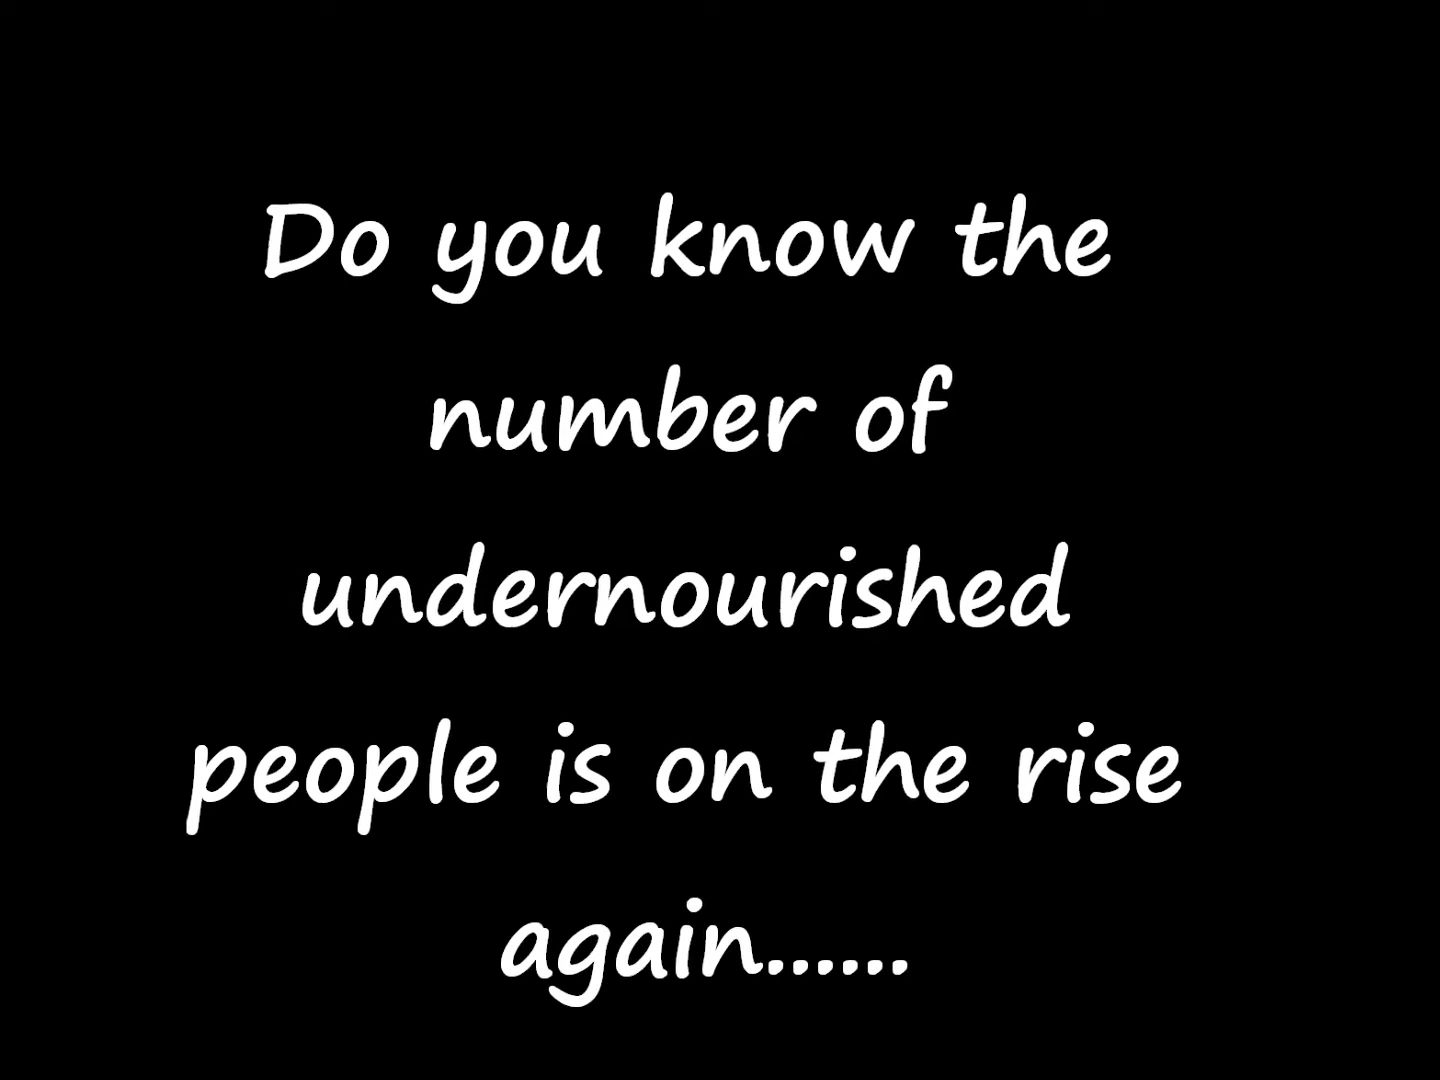 Do you know the
number of
undernourished
people is on the rise
again......